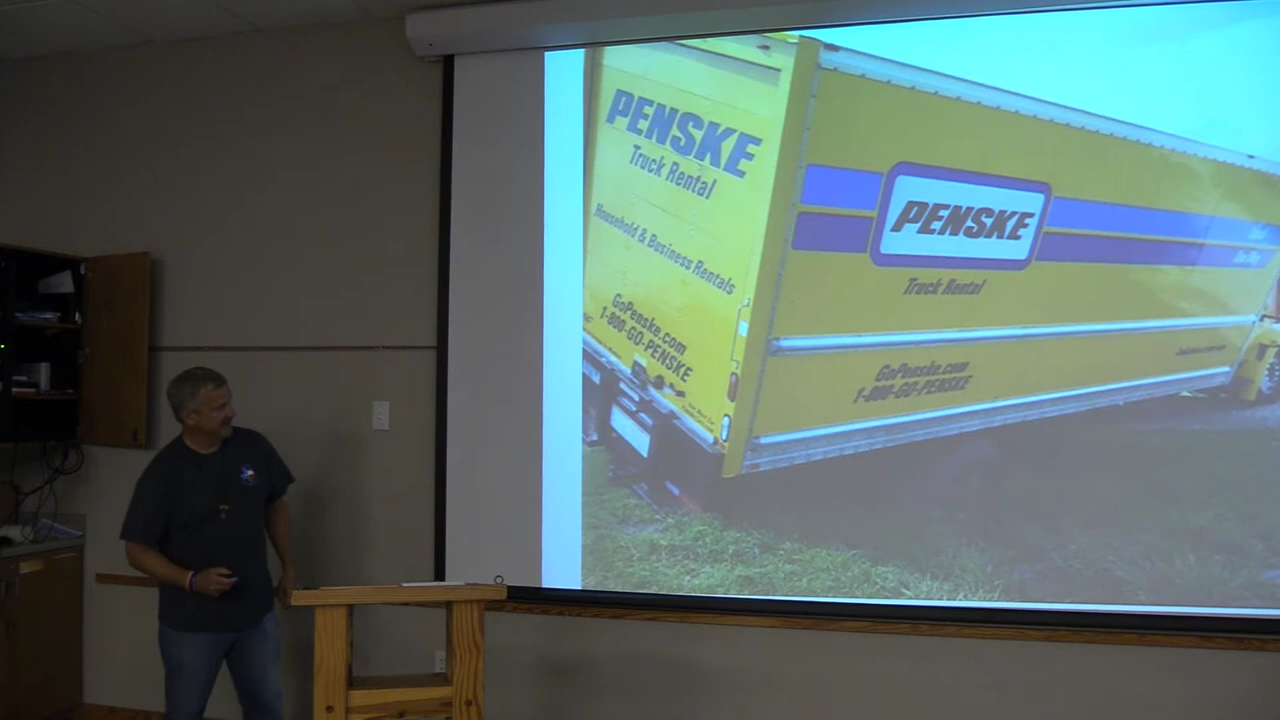 PENSKE
Truck Rental
Household & Business Rentals
GoPenske.com
1-800-GO-PENSKE
PENSKE
Truck Rental
GoPenske.com
1-800-GO-PENSKE